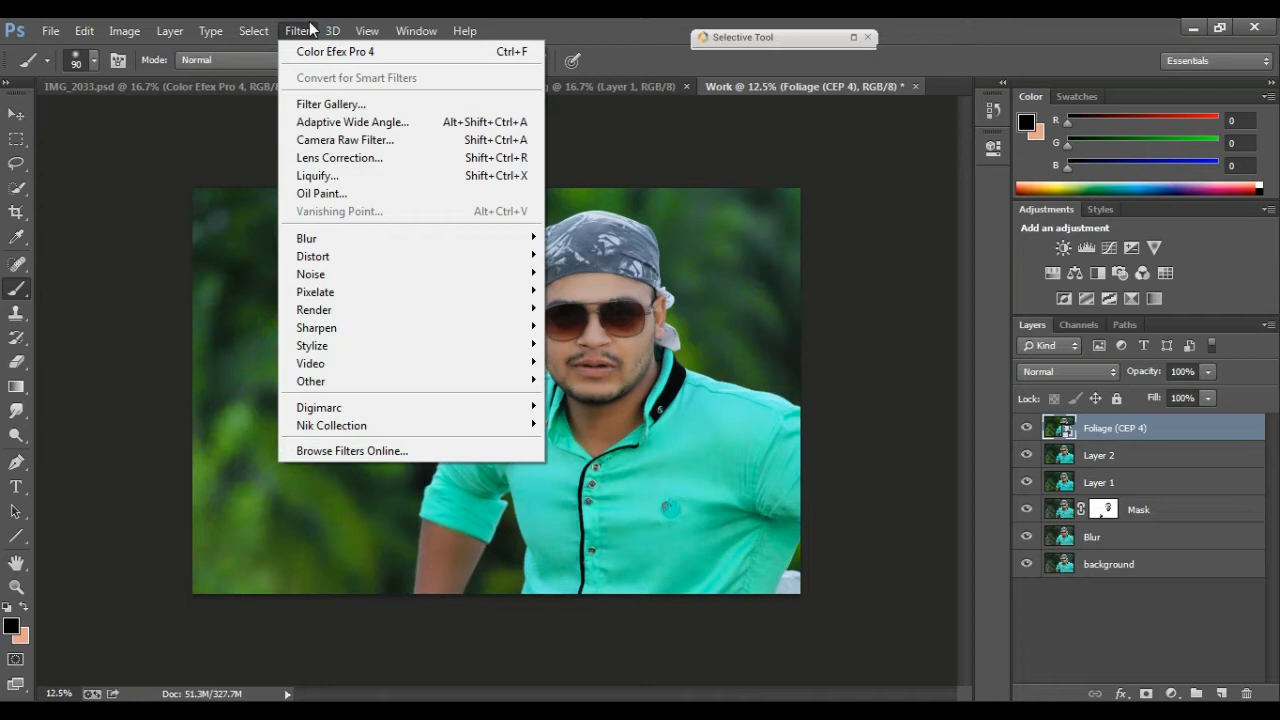 Ps File Edit Image Layer Type Select Filter 3D View Window Help
Selective Tool
90 Mode: Normal
Essentials
IMG_2033.psd @ 16.7% (Color Efex Pro 4, RGB/8
@ 16.7% (Layer 1, RGB/8) ×
Work @ 12.5% (Foliage (CEP 4), RGB/8) * ×
Color Efex Pro 4 Ctrl+F
Convert for Smart Filters
Filter Gallery...
Adaptive Wide Angle... Alt+Shift+Ctrl+A
Camera Raw Filter... Shift+Ctrl+A
Lens Correction... Shift+Ctrl+R
Liquify... Shift+Ctrl+X
Oil Paint...
Vanishing Point... Alt+Ctrl+V
Blur
Distort
Noise
Pixelate
Render
Sharpen
Stylize
Video
Other
Digimarc
Nik Collection
Browse Filters Online...
Color Swatches
R 0
G 0
B 0
Adjustments Styles
Add an adjustment
Layers Channels Paths
Kind
Normal Opacity: 100%
Lock: Fill: 100%
Foliage (CEP 4)
Layer 2
Layer 1
Mask
Blur
background
12.5% Doc: 51.3M/327.7M